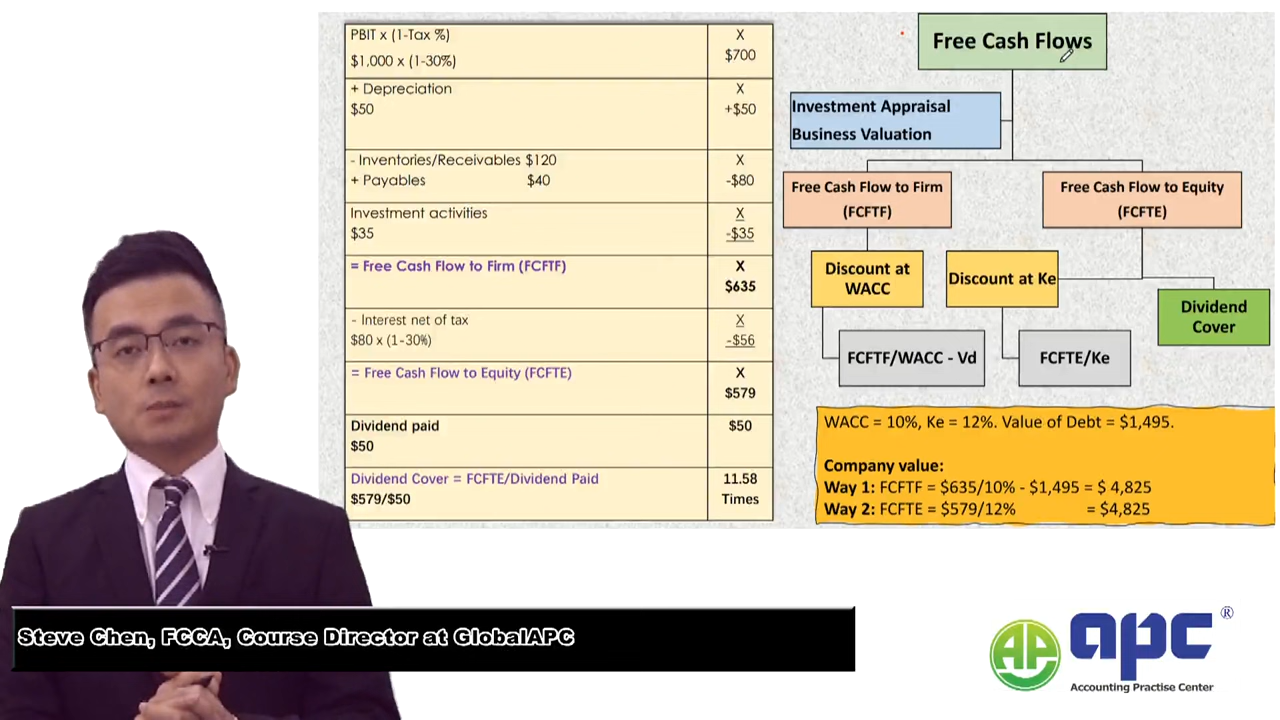 PBIT x (1-Tax %) X
$1,000 x (1-30%) $700
+ Depreciation X
$50 +$50
- Inventories/Receivables $120 X
+ Payables $40 -$80
Investment activities X
$35 -$35
= Free Cash Flow to Firm (FCFTF) X
$635
- Interest net of tax X
$80 x (1-30%) -$56
= Free Cash Flow to Equity (FCFTE) X
$579
Dividend paid $50
$50
Dividend Cover = FCFTE/Dividend Paid 11.58
$579/$50 Times
Free Cash Flows
Investment Appraisal
Business Valuation
Free Cash Flow to Firm
(FCFTF)
Free Cash Flow to Equity
(FCFTE)
Discount at
WACC
Discount at Ke
Dividend
Cover
FCFTF/WACC - Vd
FCFTE/Ke
WACC = 10%, Ke = 12%. Value of Debt = $1,495.
Company value:
Way 1: FCFTF = $635/10% - $1,495 = $ 4,825
Way 2: FCFTE = $579/12% = $4,825
Steve Chen, FCCA, Course Director at GlobalAPC
AP
apc®
Accounting Practise Center